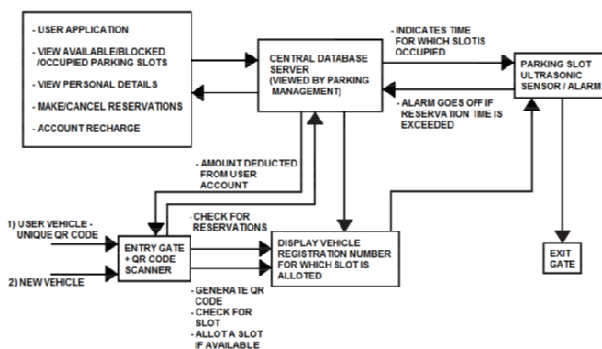 - USER APPLICATION
- VIEW AVAILABLE/BLOCKED
/OCCUPIED PARKING SLOTS
- VIEW PERSONAL DETAILS
- MAKE/CANCEL RESERVATIONS
- ACCOUNT RECHARGE
CENTRAL DATABASE
SERVER
(VIEWED BY PARKING
MANAGEMENT)
- INDICATES TIME
FOR WHICH SLOT IS
OCCUPIED
PARKING SLOT
ULTRASONIC
SENSOR / ALARM
- ALARM GOES OFF IF
RESERVATION TIME IS
EXCEEDED
- AMOUNT DEDUCTED
FROM USER
ACCOUNT
1) USER VEHICLE -
UNIQUE QR CODE
2) NEW VEHICLE
ENTRY GATE
+ QR CODE
SCANNER
- CHECK FOR
RESERVATIONS
- GENERATE QR
CODE
- CHECK FOR
SLOT
- ALLOT A SLOT
IF AVAILABLE
DISPLAY VEHICLE
REGISTRATION NUMBER
FOR WHICH SLOT IS
ALLOTED
EXIT
GATE